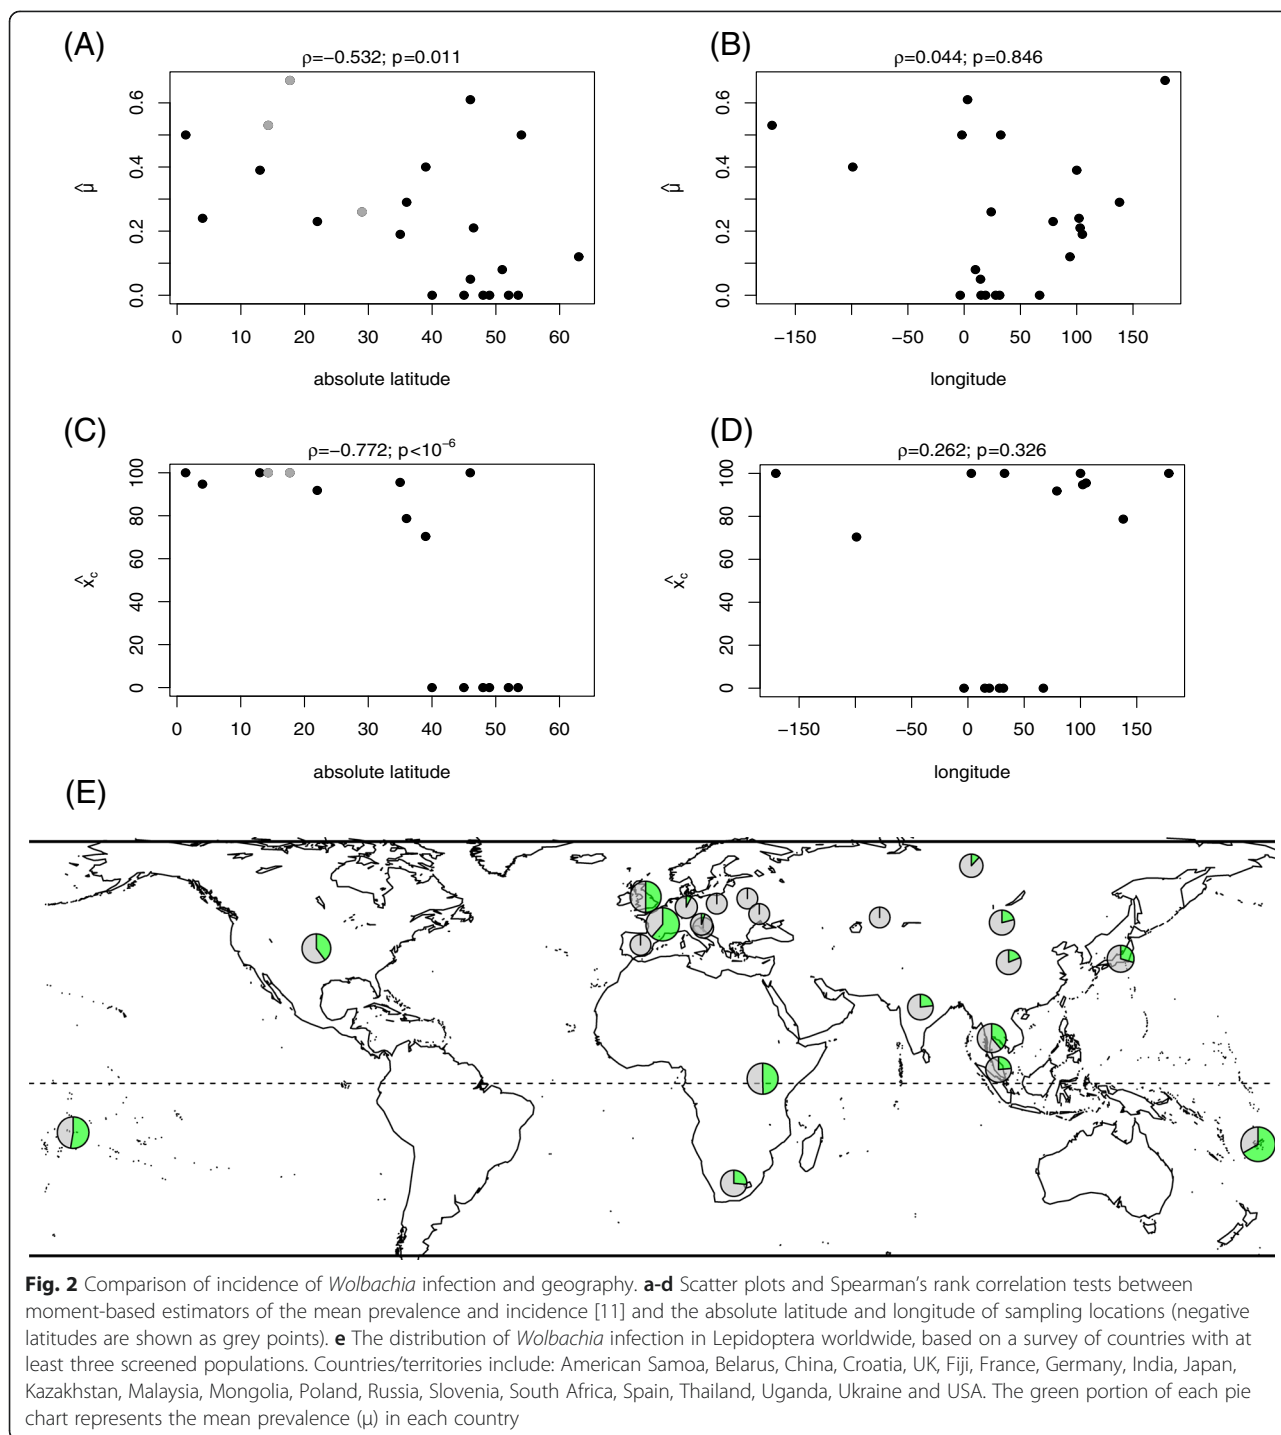 (A)
ρ=−0.532; p=0.011
0.6
0.4
0.2
0.0
μ̂
0 10 20 30 40 50 60
absolute latitude
(B)
ρ=0.044; p=0.846
0.6
0.4
0.2
0.0
μ̂
−150 −50 0 50 100 150
longitude
(C)
ρ=−0.772; p<10⁻⁶
100
80
60
40
20
0
x̂c
0 10 20 30 40 50 60
absolute latitude
(D)
ρ=0.262; p=0.326
100
80
60
40
20
0
x̂c
−150 −50 0 50 100 150
longitude
(E)
Fig. 2 Comparison of incidence of Wolbachia infection and geography. a-d Scatter plots and Spearman's rank correlation tests between
moment-based estimators of the mean prevalence and incidence [11] and the absolute latitude and longitude of sampling locations (negative
latitudes are shown as grey points). e The distribution of Wolbachia infection in Lepidoptera worldwide, based on a survey of countries with at
least three screened populations. Countries/territories include: American Samoa, Belarus, China, Croatia, UK, Fiji, France, Germany, India, Japan,
Kazakhstan, Malaysia, Mongolia, Poland, Russia, Slovenia, South Africa, Spain, Thailand, Uganda, Ukraine and USA. The green portion of each pie
chart represents the mean prevalence (μ) in each country